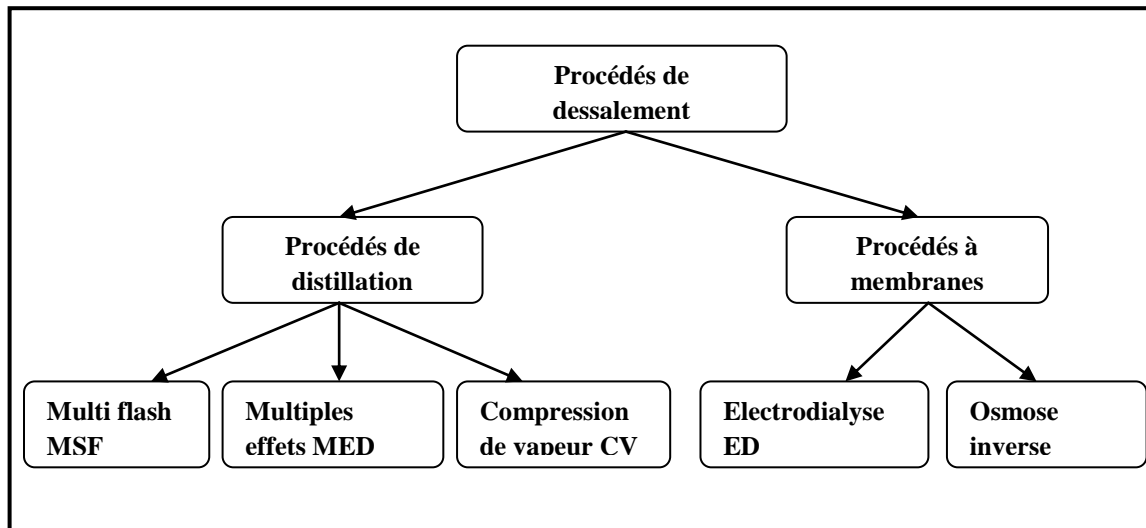 Procédés de
dessalement
Procédés de
distillation
Procédés à
membranes
Multi flash
MSF
Multiples
effets MED
Compression
de vapeur CV
Electrodialyse
ED
Osmose
inverse